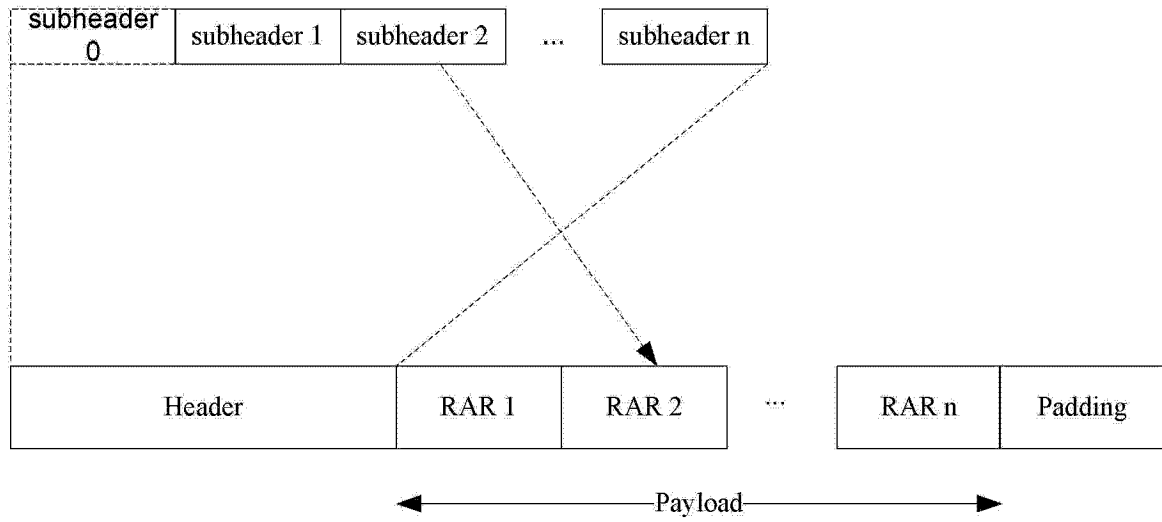 subheader
0
subheader 1
subheader 2
...
subheader n
Header
RAR 1
RAR 2
...
RAR n
Padding
Payload